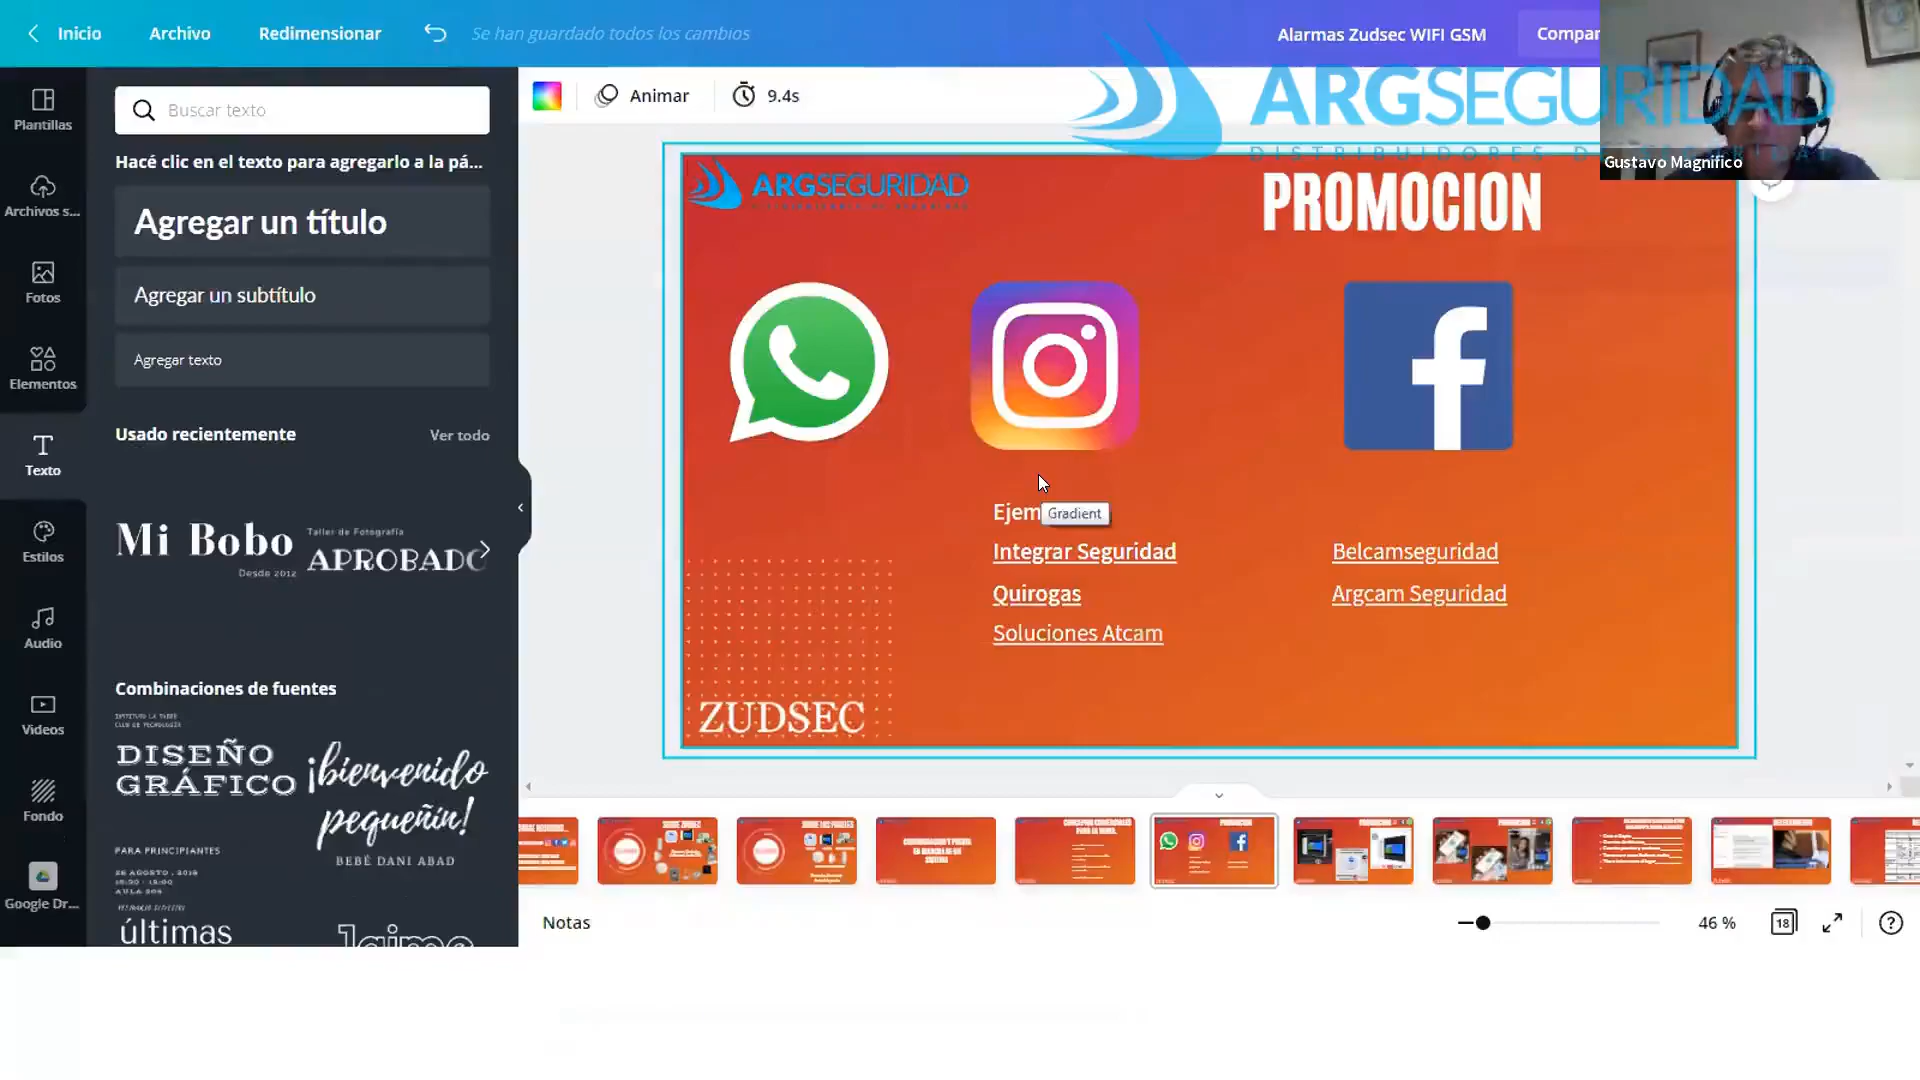 Inicio
Archivo
Redimensionar
Se han guardado todos los cambios
Alarmas Zudsec WIFI GSM
Compar
ARGSEGURIDAD
DISTRIBUIDORES DE SEGURIDAD
Gustavo Magnifico
Plantillas
Archivos s...
Fotos
Elementos
Texto
Estilos
Audio
Videos
Fondo
Google Dr...
Buscar texto
Hacé clic en el texto para agregarlo a la pá...
Agregar un título
Agregar un subtítulo
Agregar texto
Usado recientemente
Ver todo
Mi Bobo
Desde 2012
Taller de Fotografía
APROBADO
Combinaciones de fuentes
DISEÑO
GRÁFICO
¡bienvenido
pequeñín!
BEBÉ DANI ABAD
PARA PRINCIPIANTES
últimas
Jaime
Animar
9.4s
ARGSEGURIDAD
PROMOCION
Ejem
Gradient
Integrar Seguridad
Quirogas
Soluciones Atcam
Belcamseguridad
Argcam Seguridad
ZUDSEC
Notas
46 %
18